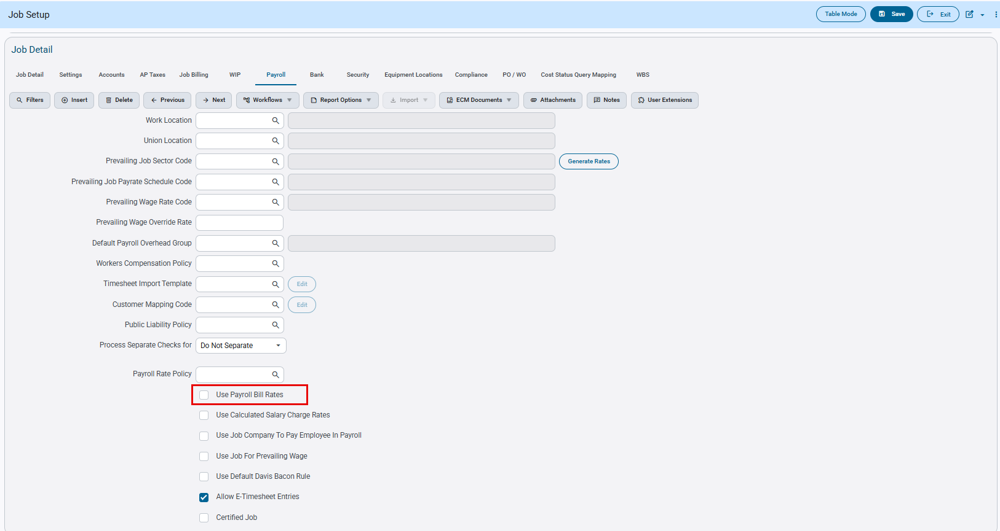 Job Setup
Table Mode
Save
Exit
Job Detail
Job Detail Settings Accounts AP Taxes Job Billing WIP Payroll Bank Security Equipment Locations Compliance PO / WO Cost Status Query Mapping WBS
Filters Insert Delete Previous Next Workflows Report Options Import ECM Documents Attachments Notes User Extensions
Work Location
Union Location
Prevailing Job Sector Code Generate Rates
Prevailing Job Payrate Schedule Code
Prevailing Wage Rate Code
Prevailing Wage Override Rate
Default Payroll Overhead Group
Workers Compensation Policy
Timesheet Import Template Edit
Customer Mapping Code Edit
Public Liability Policy
Process Separate Checks for Do Not Separate
Payroll Rate Policy
Use Payroll Bill Rates
Use Calculated Salary Charge Rates
Use Job Company To Pay Employee In Payroll
Use Job For Prevailing Wage
Use Default Davis Bacon Rule
Allow E-Timesheet Entries
Certified Job